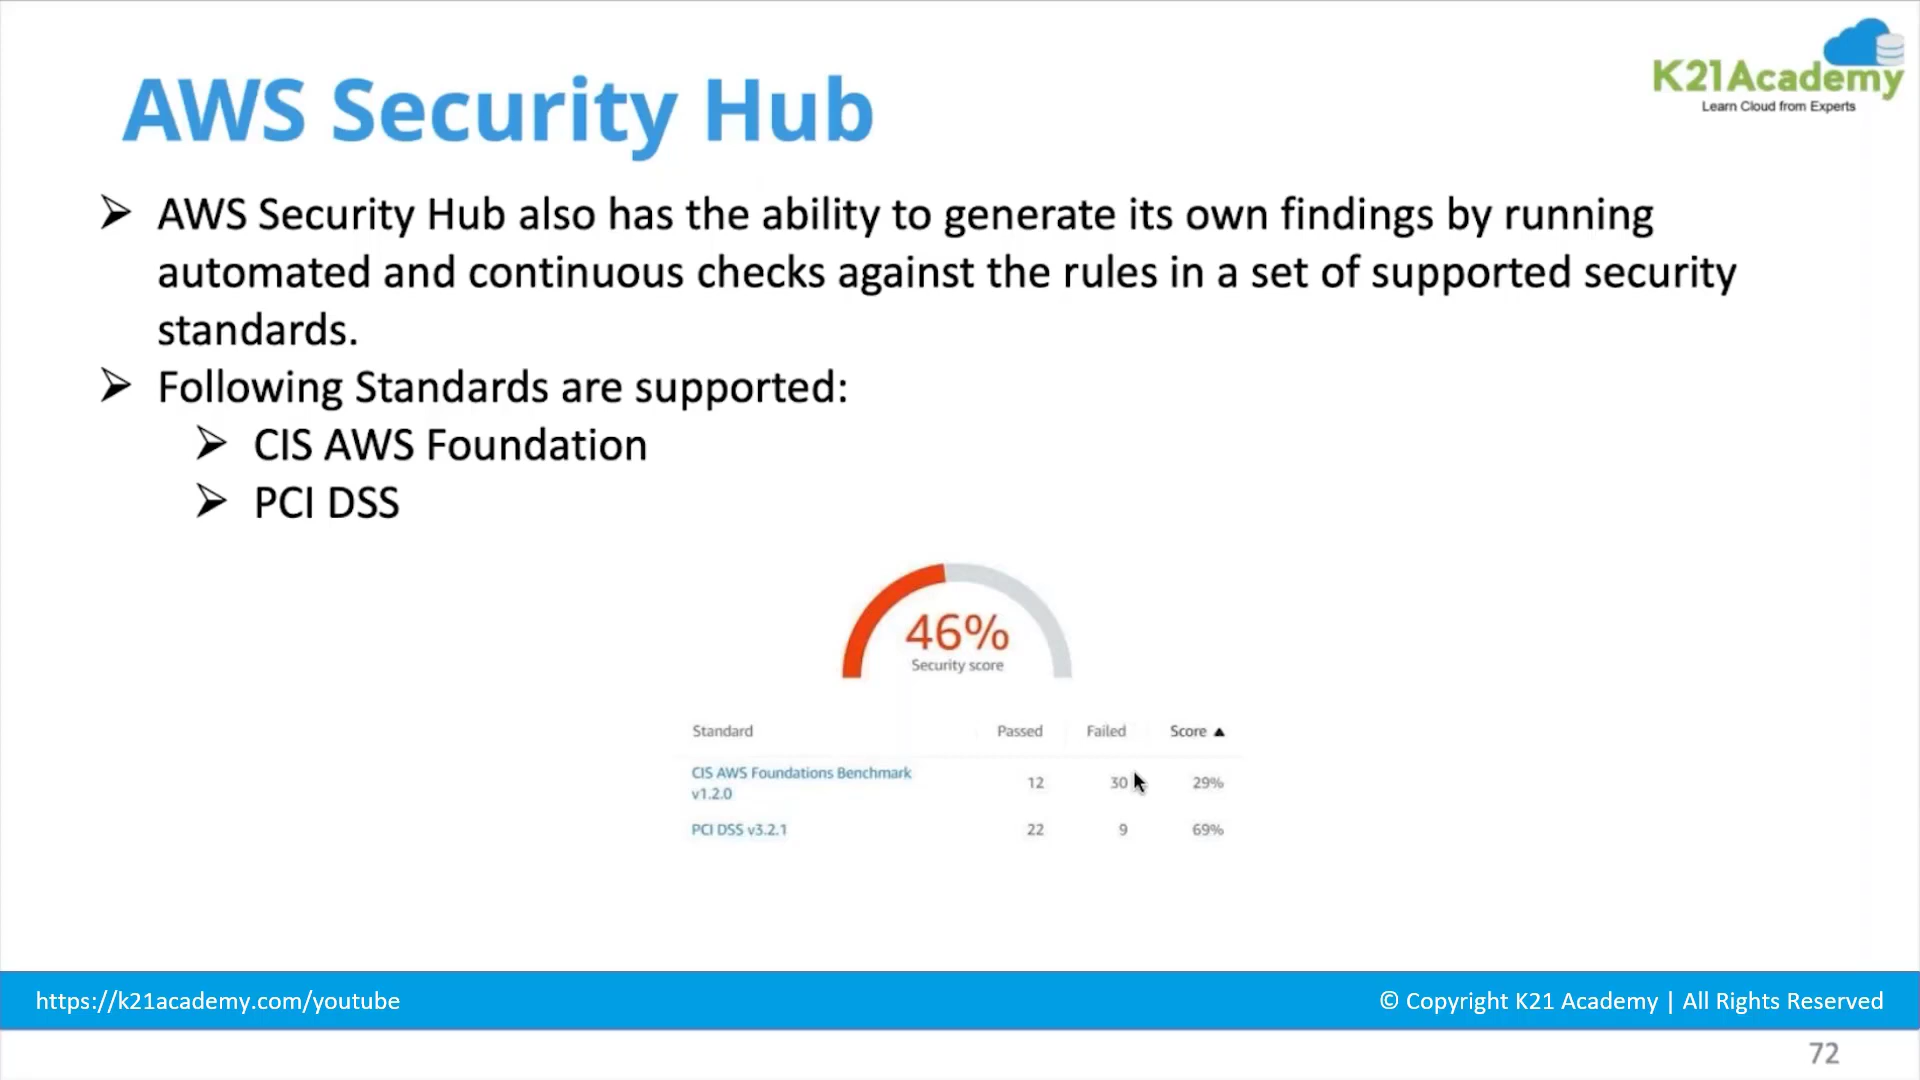 AWS Security Hub
K21Academy
Learn Cloud from Experts
AWS Security Hub also has the ability to generate its own findings by running
automated and continuous checks against the rules in a set of supported security
standards.
Following Standards are supported:
CIS AWS Foundation
PCI DSS
46%
Security score
Standard Passed Failed Score ▲
CIS AWS Foundations Benchmark
v1.2.0 12 30 29%
PCI DSS v3.2.1 22 9 69%
https://k21academy.com/youtube
© Copyright K21 Academy | All Rights Reserved
72